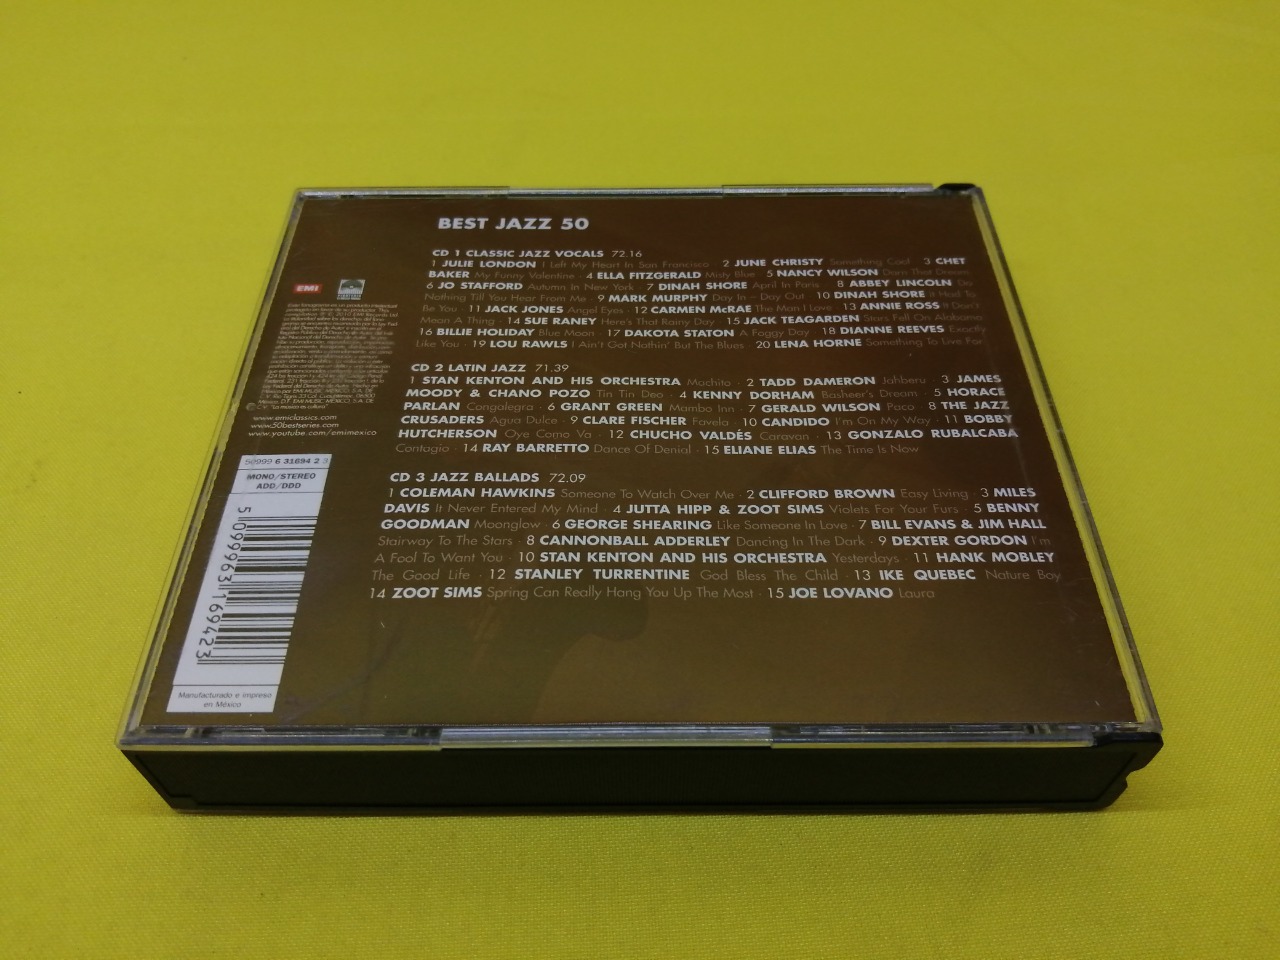 BEST JAZZ 50
CD 1 CLASSIC JAZZ VOCALS 72.16
1 JULIE LONDON I Left My Heart In San Francisco · 2 JUNE CHRISTY Something Cool · 3 CHET
BAKER My Funny Valentine · 4 ELLA FITZGERALD Misty Blue · 5 NANCY WILSON Darn That Dream
6 JO STAFFORD Autumn In New York · 7 DINAH SHORE April In Paris · 8 ABBEY LINCOLN Do
Nothing Till You Hear From Me · 9 MARK MURPHY Day In – Day Out · 10 DINAH SHORE It Had To
Be You · 11 JACK JONES Angel Eyes · 12 CARMEN McRAE The Man I Love · 13 ANNIE ROSS It Don't
Mean A Thing · 14 SUE RANEY Here's That Rainy Day · 15 JACK TEAGARDEN Stars Fell On Alabama
16 BILLIE HOLIDAY Blue Moon · 17 DAKOTA STATON A Foggy Day · 18 DIANNE REEVES Exactly
Like You · 19 LOU RAWLS I Ain't Got Nothin' But The Blues · 20 LENA HORNE Something To Live For
CD 2 LATIN JAZZ 71.39
1 STAN KENTON AND HIS ORCHESTRA Machito · 2 TADD DAMERON Jahbero · 3 JAMES
MOODY & CHANO POZO Tin Tin Deo · 4 KENNY DORHAM Basheer's Dream · 5 HORACE
PARLAN Congalegra · 6 GRANT GREEN Mambo Inn · 7 GERALD WILSON Paco · 8 THE JAZZ
CRUSADERS Agua Dulce · 9 CLARE FISCHER Favela · 10 CANDIDO I'm On My Way · 11 BOBBY
HUTCHERSON Oye Como Va · 12 CHUCHO VALDÉS Caravan · 13 GONZALO RUBALCABA
Contagio · 14 RAY BARRETTO Dance Of Denial · 15 ELIANE ELIAS The Time Is Now
CD 3 JAZZ BALLADS 72.09
1 COLEMAN HAWKINS Someone To Watch Over Me · 2 CLIFFORD BROWN Easy Living · 3 MILES
DAVIS It Never Entered My Mind · 4 JUTTA HIPP & ZOOT SIMS Violets For Your Furs · 5 BENNY
GOODMAN Moonglow · 6 GEORGE SHEARING Like Someone In Love · 7 BILL EVANS & JIM HALL
Stairway To The Stars · 8 CANNONBALL ADDERLEY Dancing In The Dark · 9 DEXTER GORDON I'm
A Fool To Want You · 10 STAN KENTON AND HIS ORCHESTRA Yesterdays · 11 HANK MOBLEY
The Good Life · 12 STANLEY TURRENTINE God Bless The Child · 13 IKE QUEBEC Nature Boy
14 ZOOT SIMS Spring Can Really Hang You Up The Most · 15 JOE LOVANO Laura
EMI
www.emiclassics.com
www.50bestseries.com
www.youtube.com/emimexico
50999 6 31694 2 3
MONO/STEREO
ADD/DDD
5 099963 169423
Manufacturado e impreso
en México